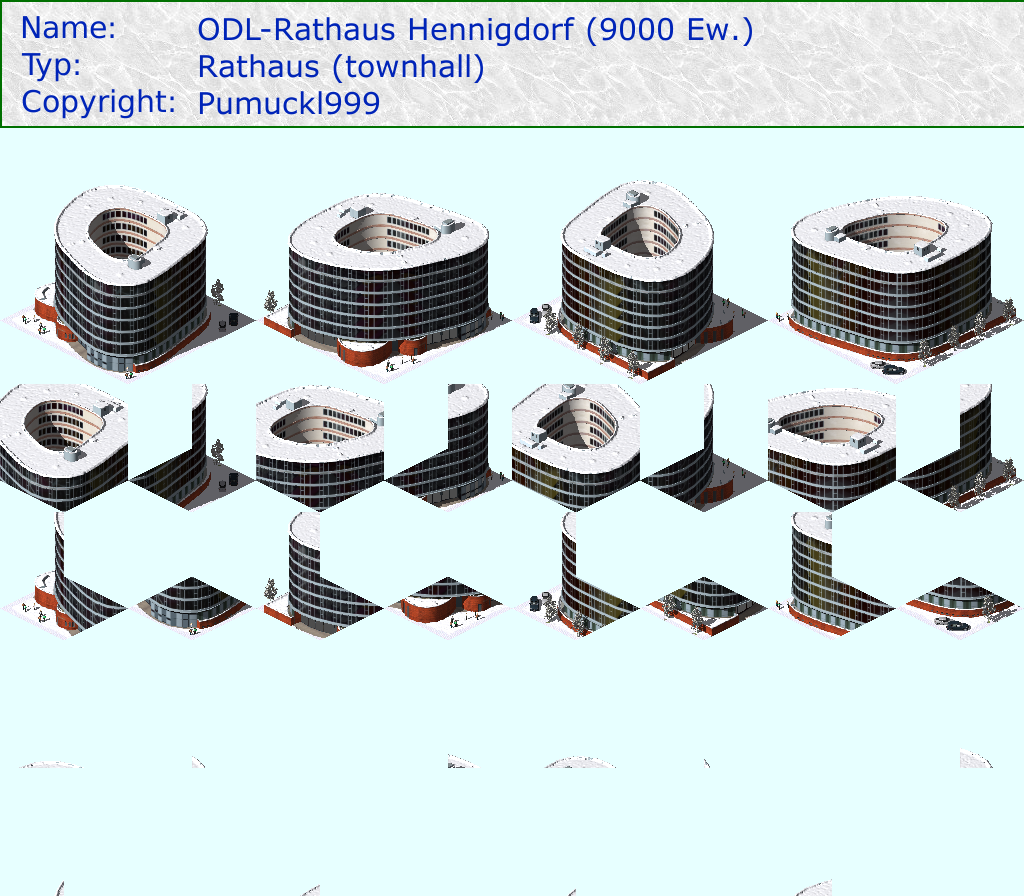 Name: ODL-Rathaus Hennigdorf (9000 Ew.)
Typ: Rathaus (townhall)
Copyright: Pumuckl999